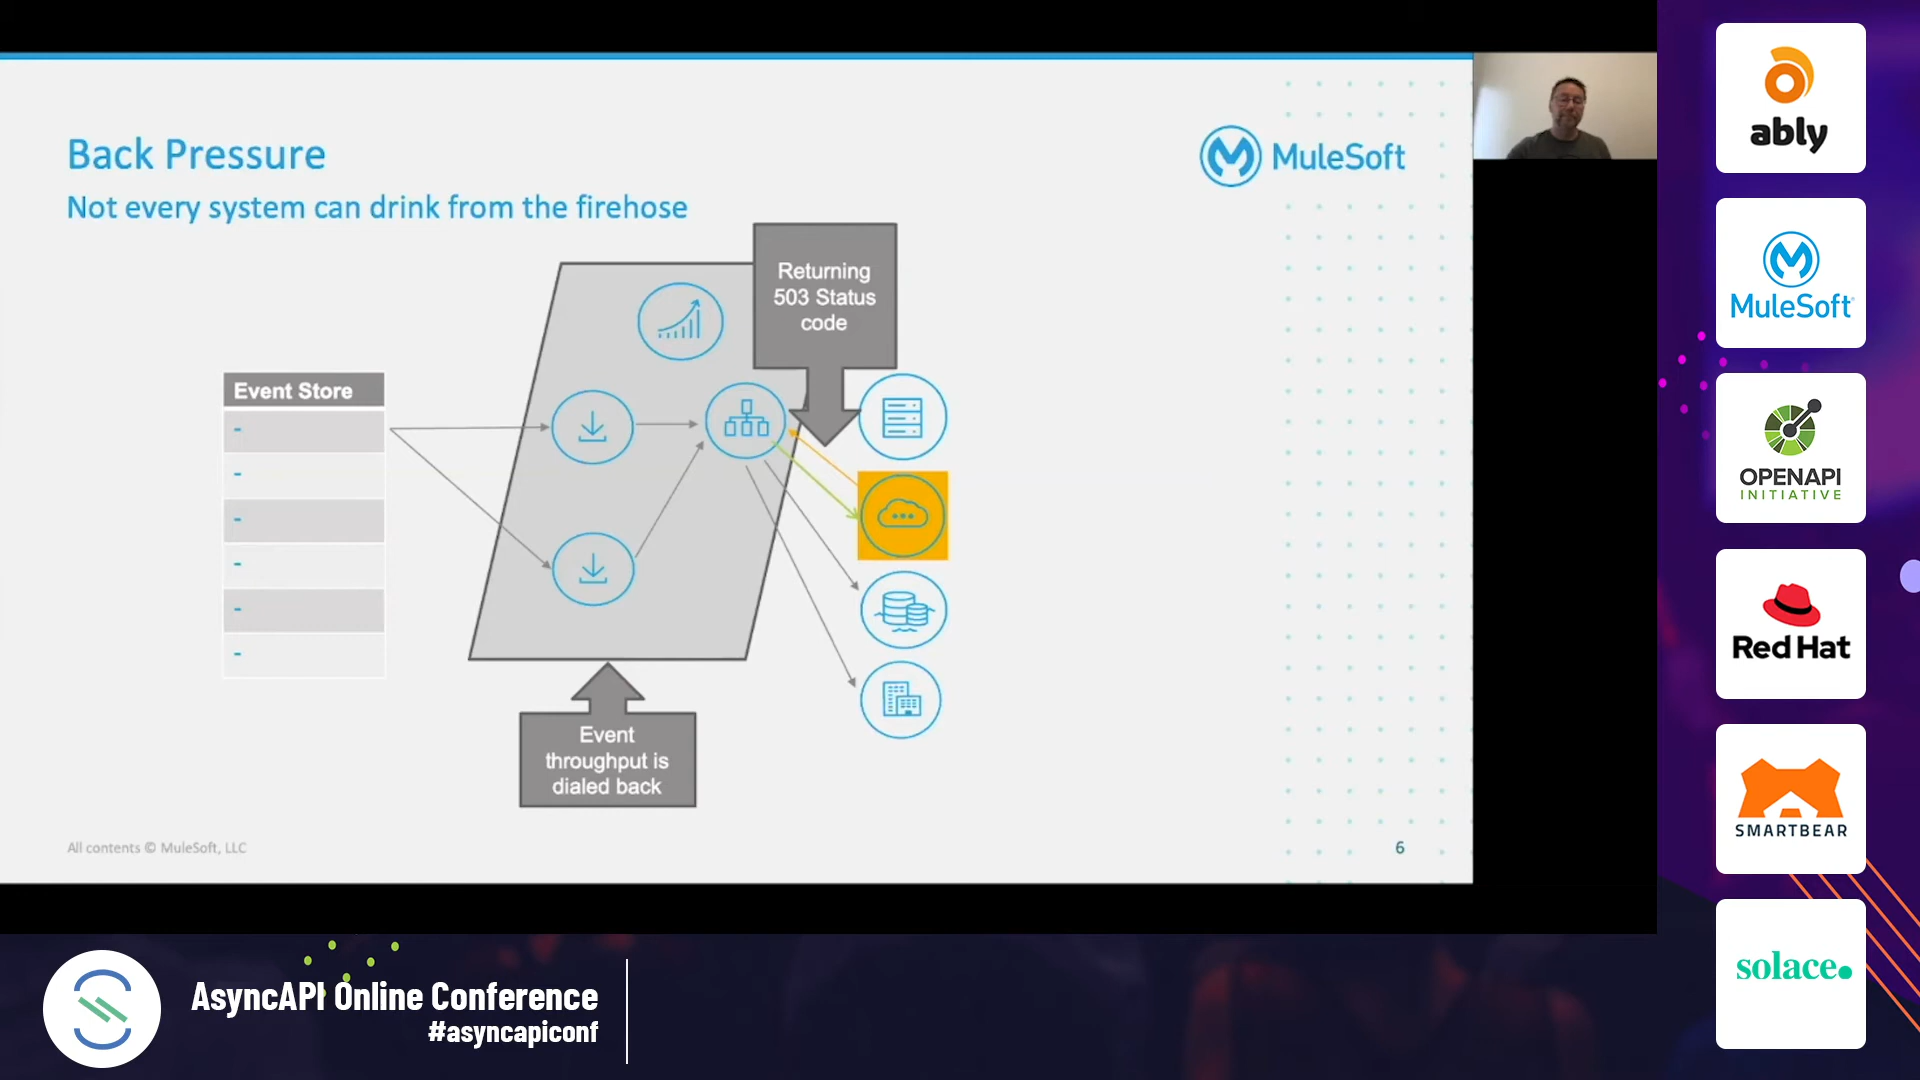 Back Pressure
Not every system can drink from the firehose
MuleSoft
Returning
503 Status
code
Event Store
-
-
-
-
-
-
Event
throughput is
dialed back
All contents © MuleSoft, LLC
6
ably
MuleSoft
OPENAPI
INITIATIVE
Red Hat
SMARTBEAR
solace.
AsyncAPI Online Conference
#asyncapiconf